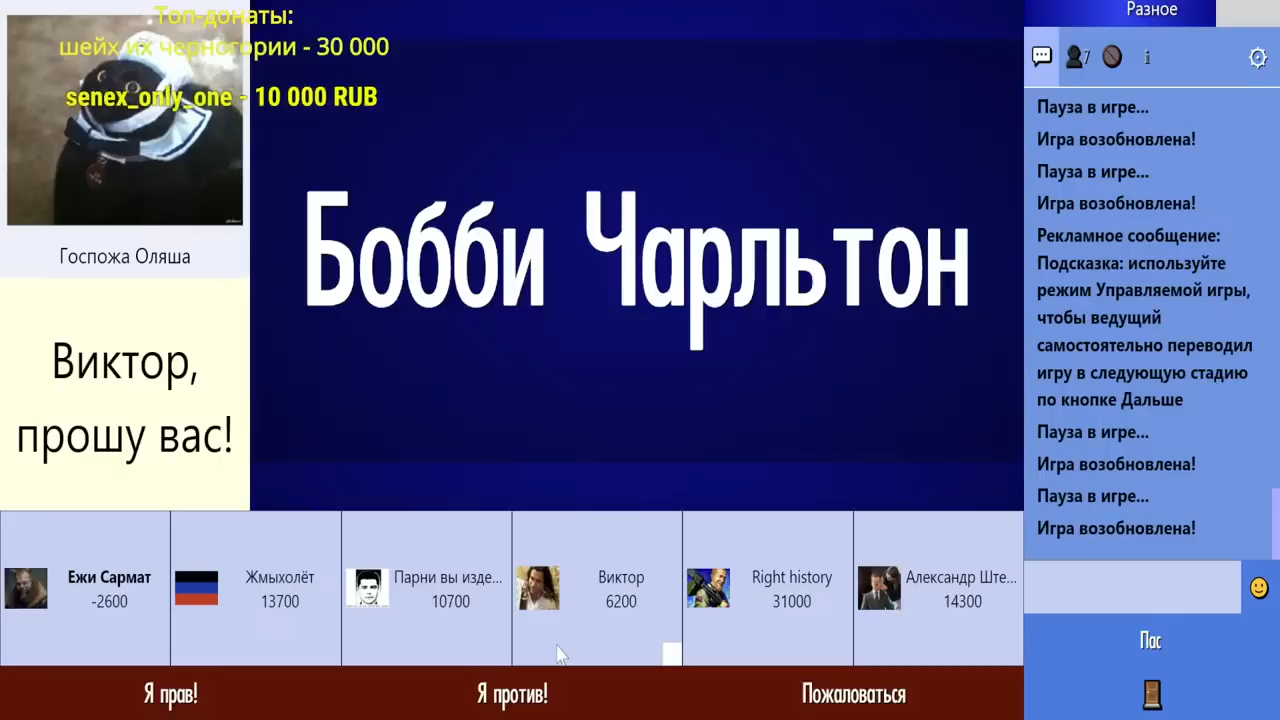 Топ-донаты:
шейх их черногории - 30 000
senex_only_one - 10 000 RUB
Госпожа Оляша
Виктор,
прошу вас!
Бобби Чарльтон
Разное
7
i
Пауза в игре...
Игра возобновлена!
Пауза в игре...
Игра возобновлена!
Рекламное сообщение:
Подсказка: используйте
режим Управляемой игры,
чтобы ведущий
самостоятельно переводил
игру в следующую стадию
по кнопке Дальше
Пауза в игре...
Игра возобновлена!
Пауза в игре...
Игра возобновлена!
Ежи Сармат
-2600
Жмыхолёт
13700
Парни вы изде...
10700
Виктор
6200
Right history
31000
Александр Ште...
14300
Пас
Я прав!
Я против!
Пожаловаться